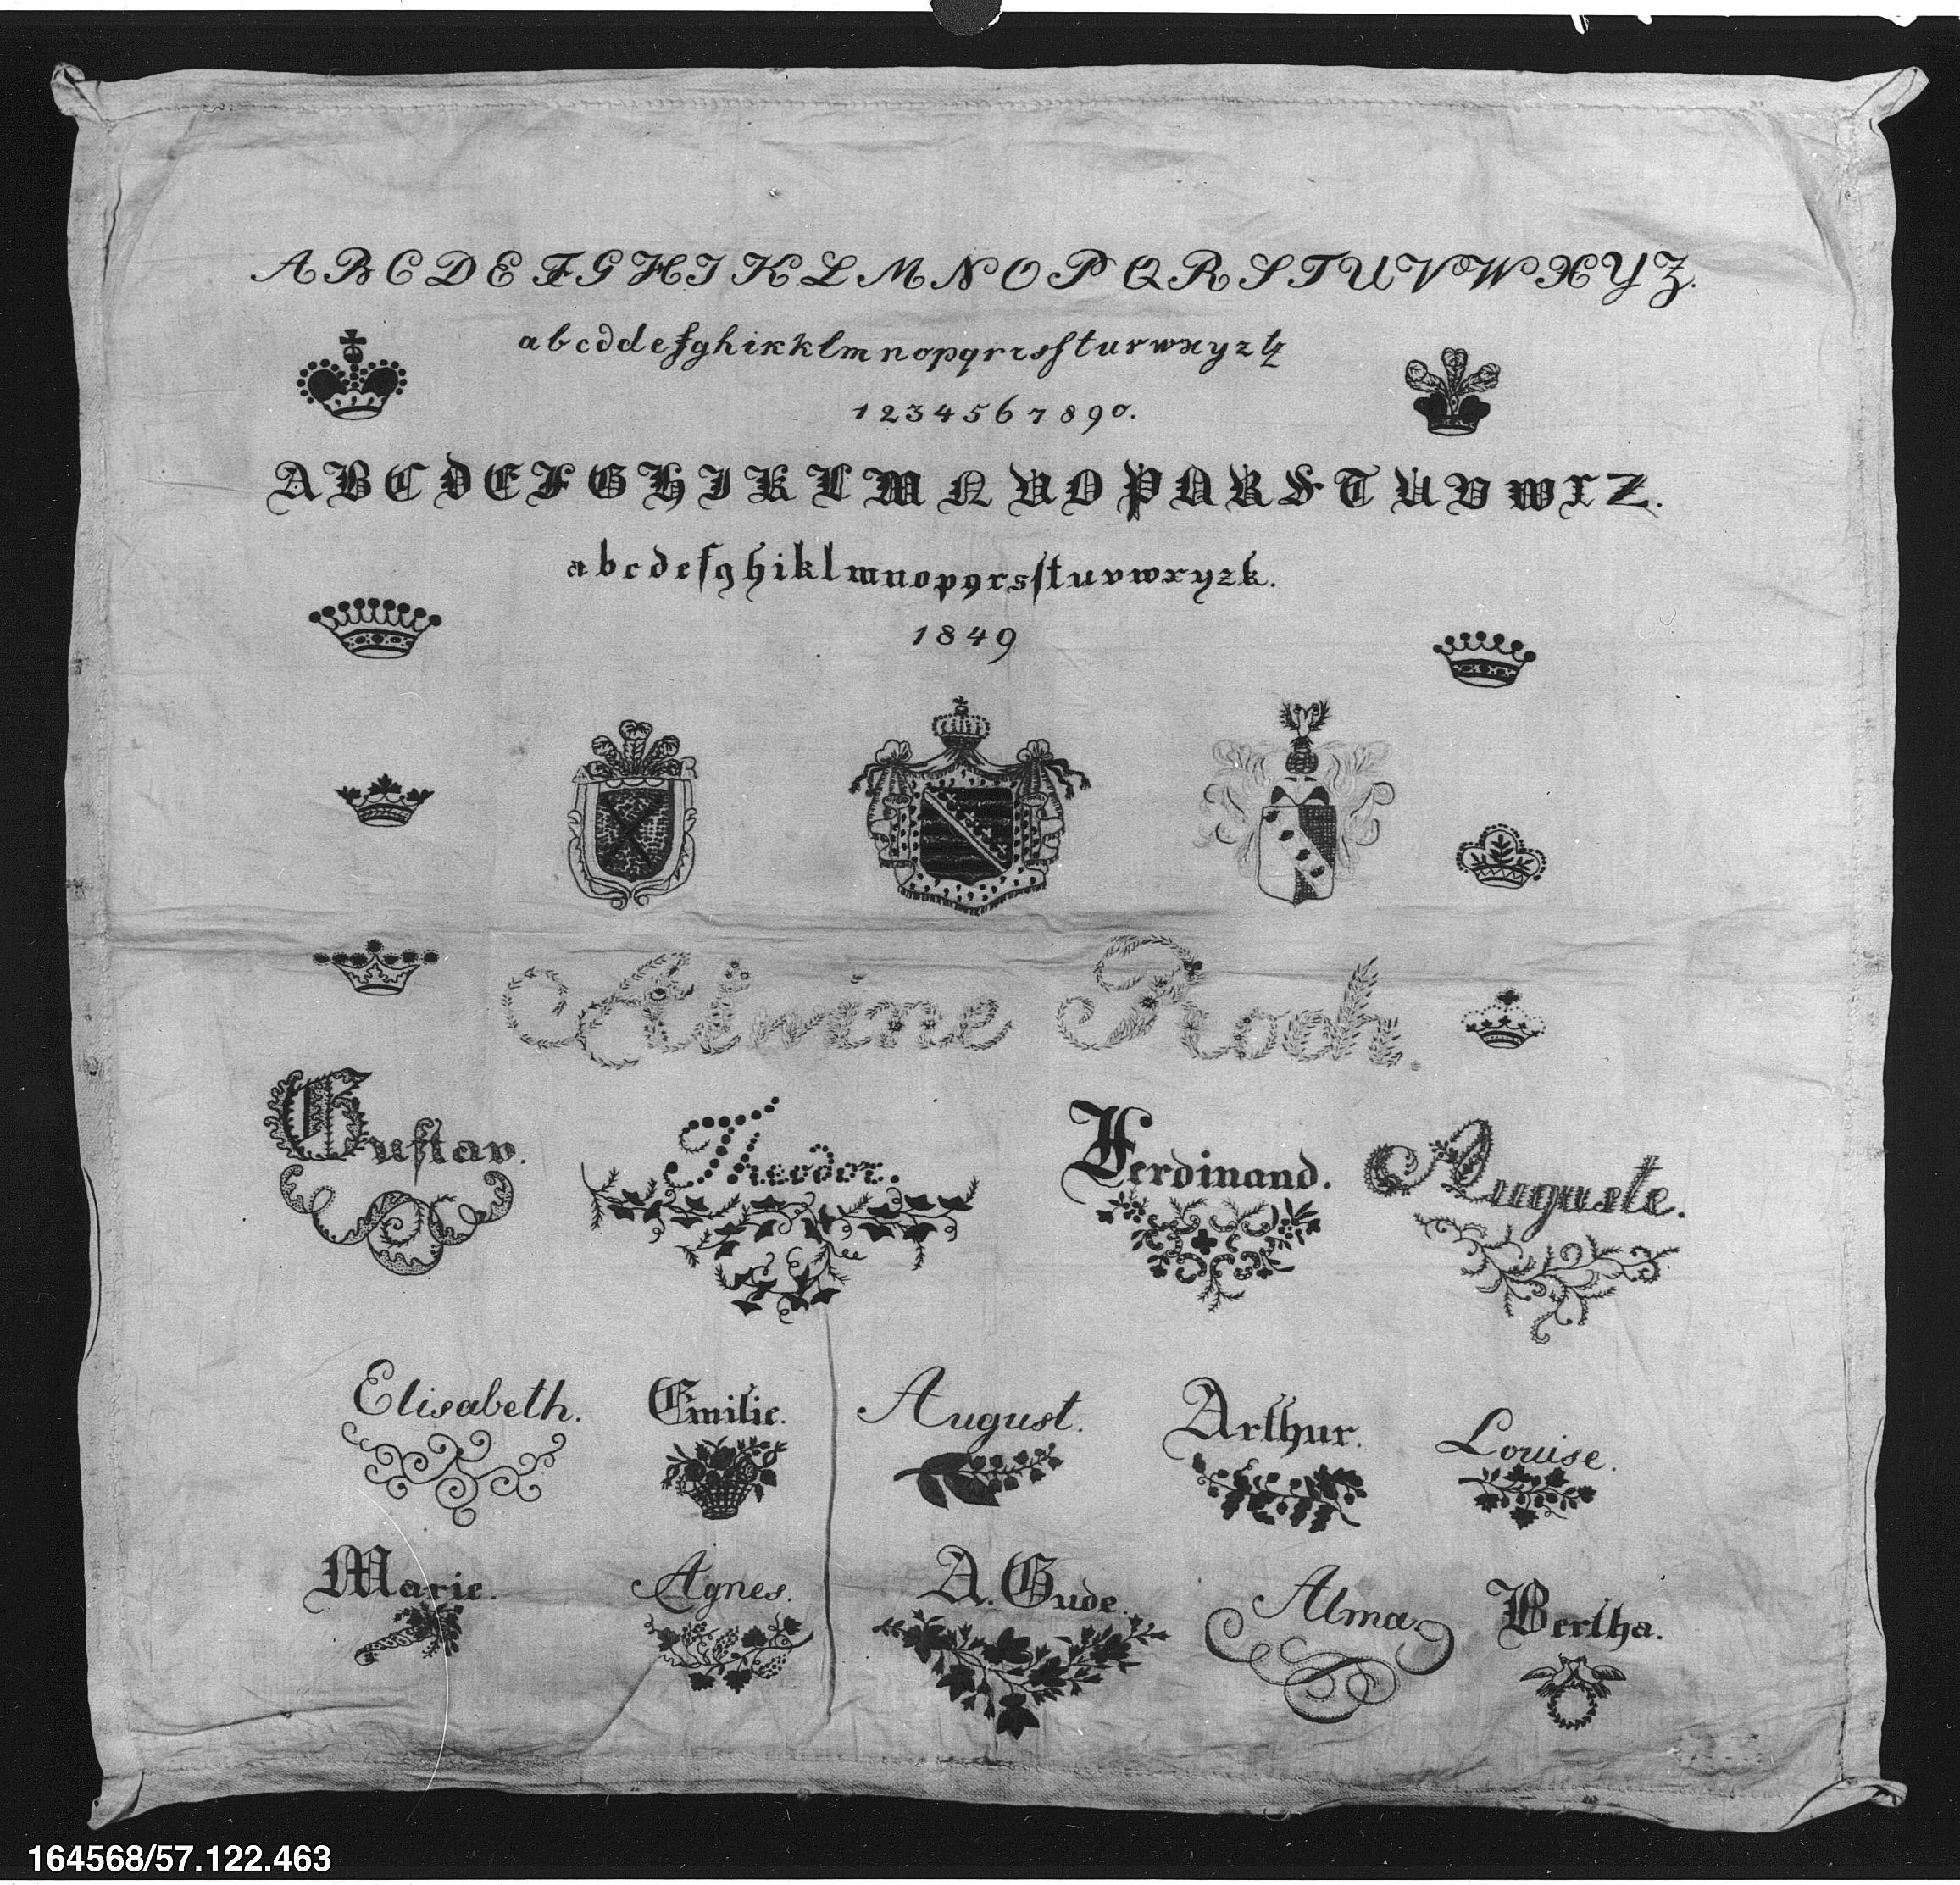 A B C D E F G H I K L M N O P Q R S T U V W X Y Z.
a b c d d e f g h i k k l m n o p q r r s ſ t u v w x y z tz
1 2 3 4 5 6 7 8 9 0.
A B C D E F G H I K L M N N O P Q R S T U V W X Z.
a b c d e f g h i k l m n o p q r s ſ t u v w x y z k.
1849
Alwine Roch.
Guſtav. Theodor. Ferdinand. Auguste.
Elisabeth. Emilie. August. Arthur. Louise.
Marie. Agnes. A. Gude. Alma Bertha.
164568/57.122.463